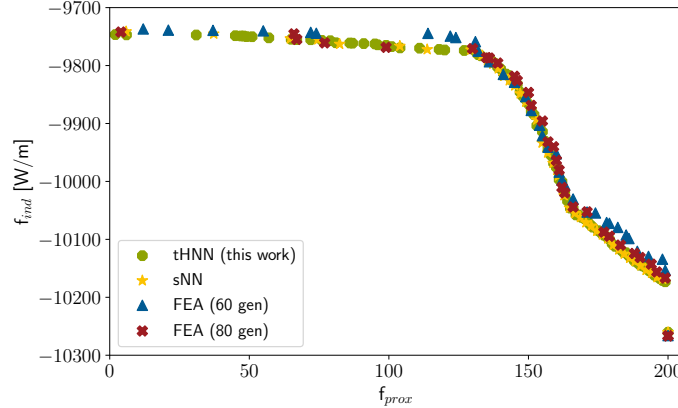 −9700
−9800
−9900
−10000
−10100
−10200
−10300
f_ind [W/m]
tHNN (this work)
sNN
FEA (60 gen)
FEA (80 gen)
0
50
100
150
200
f_prox